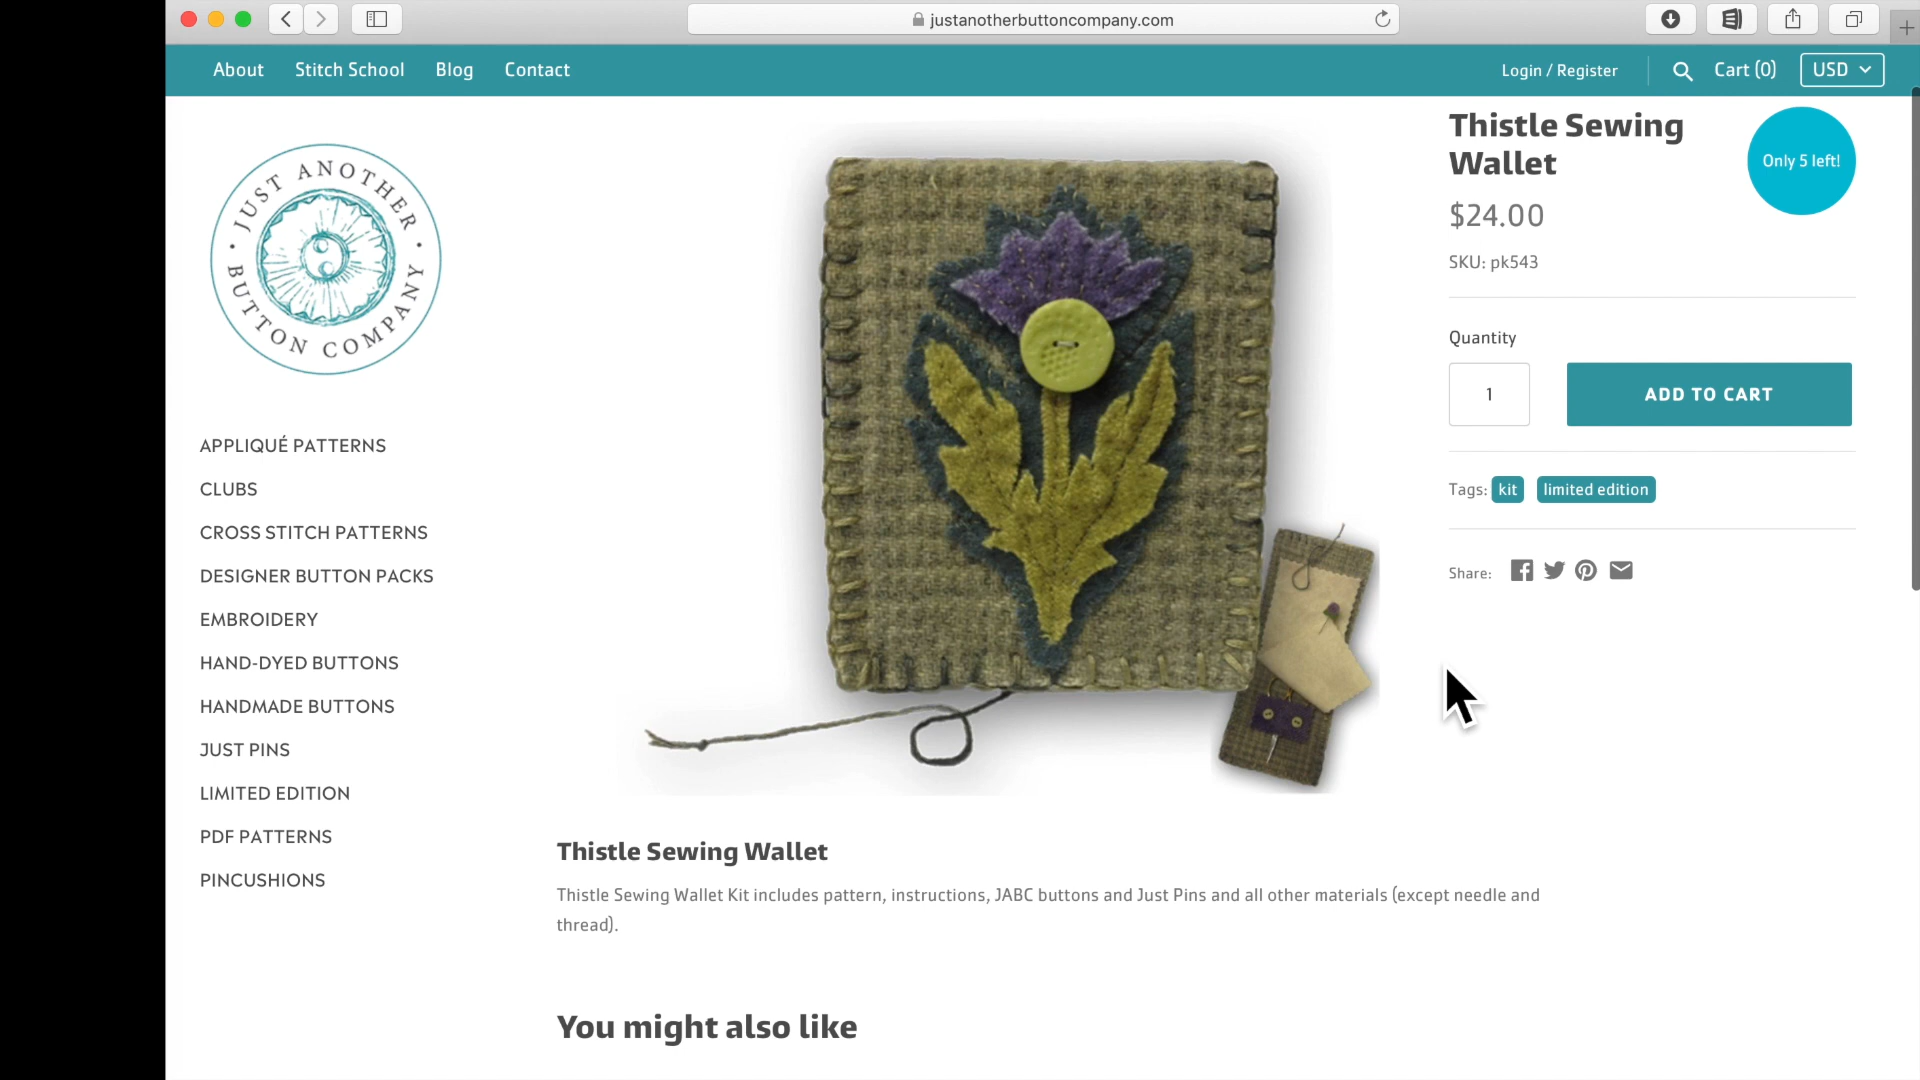 justanotherbuttoncompany.com
About Stitch School Blog Contact
Login / Register
Cart (0)
USD
JUST ANOTHER
BUTTON COMPANY
APPLIQUÉ PATTERNS
CLUBS
CROSS STITCH PATTERNS
DESIGNER BUTTON PACKS
EMBROIDERY
HAND-DYED BUTTONS
HANDMADE BUTTONS
JUST PINS
LIMITED EDITION
PDF PATTERNS
PINCUSHIONS
Thistle Sewing
Wallet
Only 5 left!
$24.00
SKU: pk543
Quantity
1
ADD TO CART
Tags: kit limited edition
Share:
Thistle Sewing Wallet
Thistle Sewing Wallet Kit includes pattern, instructions, JABC buttons and Just Pins and all other materials (except needle and
thread).
You might also like